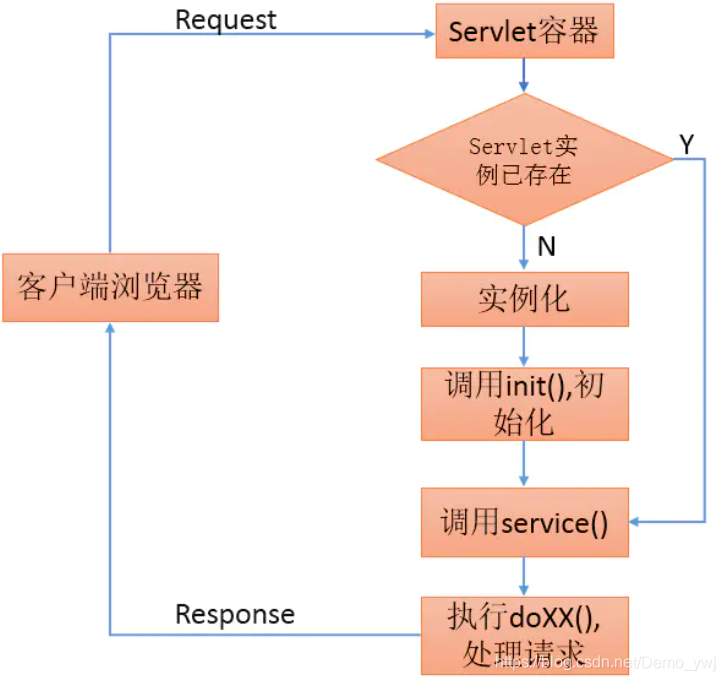 Request
Servlet容器
Servlet实
例已存在
Y
N
客户端浏览器
实例化
调用init(),初
始化
调用service()
Response
执行doXX(),
处理请求
https://blog.csdn.net/Demo_ywj